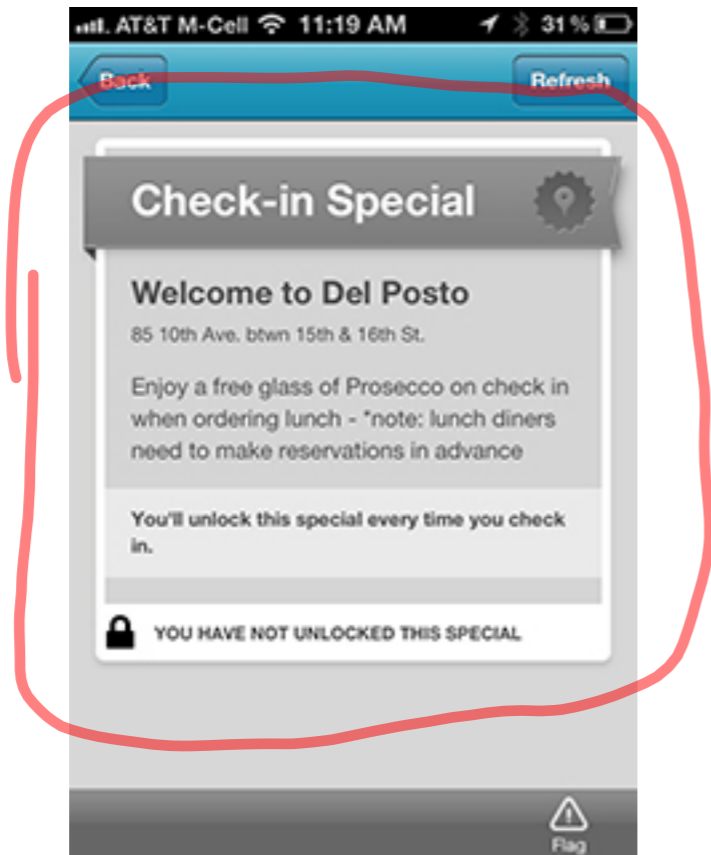 AT&T M-Cell 11:19 AM 31%
Back Refresh
Check-in Special
Welcome to Del Posto
85 10th Ave. btwn 15th & 16th St.
Enjoy a free glass of Prosecco on check in
when ordering lunch - *note: lunch diners
need to make reservations in advance
You'll unlock this special every time you check
in.
YOU HAVE NOT UNLOCKED THIS SPECIAL
Flag